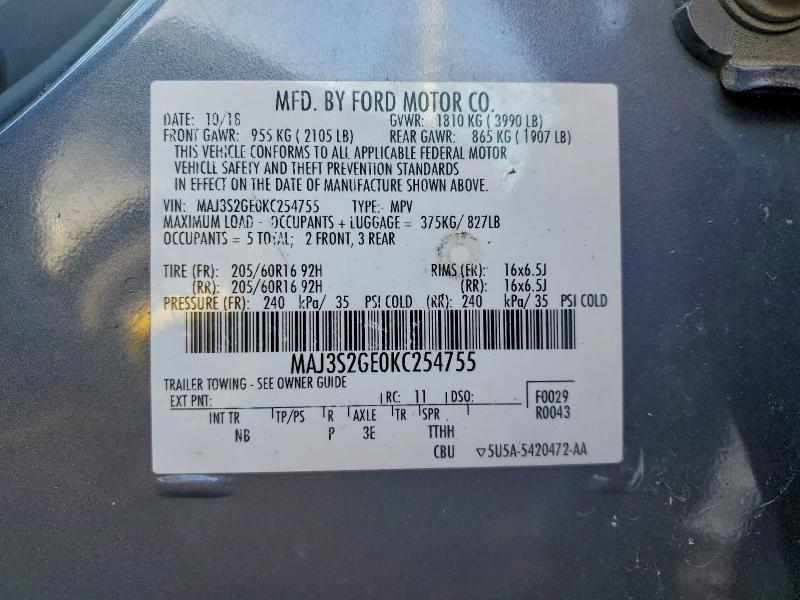 MFD. BY FORD MOTOR CO.
DATE: 10/18 GVWR: 1810 KG ( 3990 LB)
FRONT GAWR: 955 KG ( 2105 LB) REAR GAWR: 865 KG ( 1907 LB)
THIS VEHICLE CONFORMS TO ALL APPLICABLE FEDERAL MOTOR
VEHICLE SAFETY AND THEFT PREVENTION STANDARDS
IN EFFECT ON THE DATE OF MANUFACTURE SHOWN ABOVE.
VIN: MAJ3S2GE0KC254755 TYPE: MPV
MAXIMUM LOAD - OCCUPANTS + LUGGAGE = 375KG/ 827LB
OCCUPANTS = 5 TOTAL; 2 FRONT, 3 REAR
TIRE (FR): 205/60R16 92H RIMS (FR): 16x6.5J
(RR): 205/60R16 92H (RR): 16x6.5J
PRESSURE (FR): 240 kPa/ 35 PSI COLD (RR): 240 kPa/ 35 PSI COLD
MAJ3S2GE0KC254755
TRAILER TOWING - SEE OWNER GUIDE
EXT PNT: RC: 11 DSO: F0029
R0043
INT TR TP/PS R AXLE TR SPR
NB P 3E TTHH
CBU ▽5U5A-5420472-AA